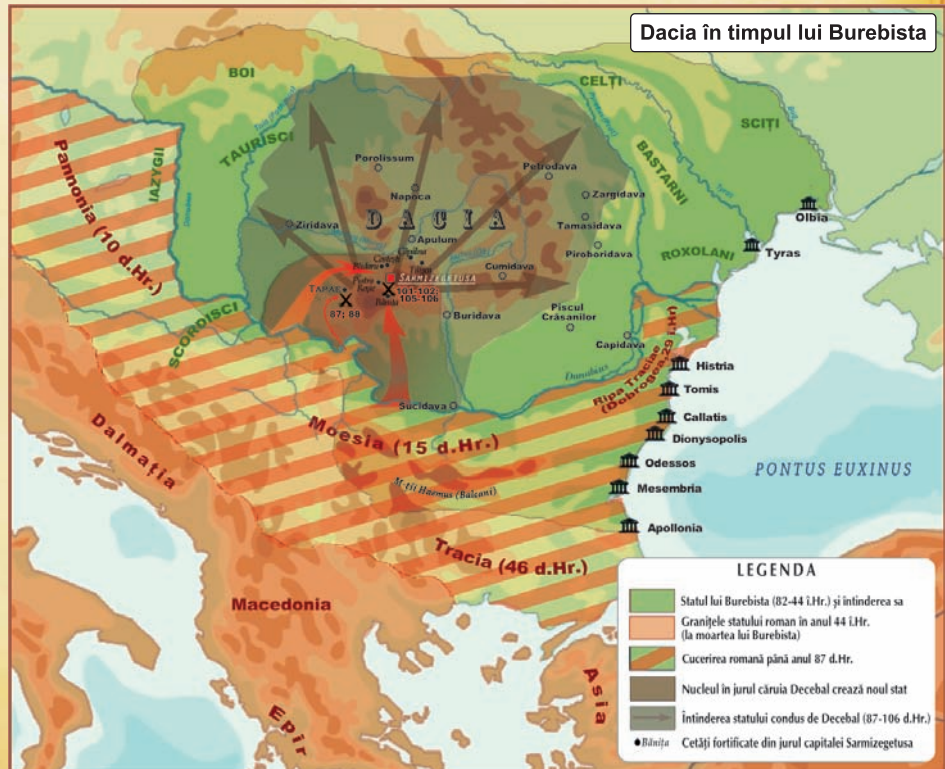 Dacia în timpul lui Burebista
BOI
CELȚI
SCIȚI
TAURISCI
IAZYGII
BASTARNI
Pannonia (10 d.Hr.)
Porolissum
Napoca
Petrodava
Zargidava
Olbia
Tyras
DACIA
Ziridava
Apulum
Tamasidava
Piroboridava
ROXOLANI
Cumidava
SARMIZEGETUSA
TAPAE
87; 88
101-102;
105-106
Bănița
Buridava
Piscul
Crăsanilor
Capidava
SCORDISCI
Sucidava
Danubius
Ripa Traciae
Histria
Tomis
Callatis
Dionysopolis
Odessos
Mesembria
Apollonia
PONTUS EUXINUS
Moesia (15 d.Hr.)
M-ții Haemus (Balcani)
Dalmația
Tracia (46 d.Hr.)
Macedonia
Epir
Asia
LEGENDA
Statul lui Burebista (82-44 î.Hr.) și întinderea sa
Granițele statului roman în anul 44 î.Hr.
(la moartea lui Burebista)
Cucerirea romană până anul 87 d.Hr.
Nucleul în jurul căruia Decebal crează noul stat
Întinderea statului condus de Decebal (87-106 d.Hr.)
Bănița Cetăți fortificate din jurul capitalei Sarmizegetusa